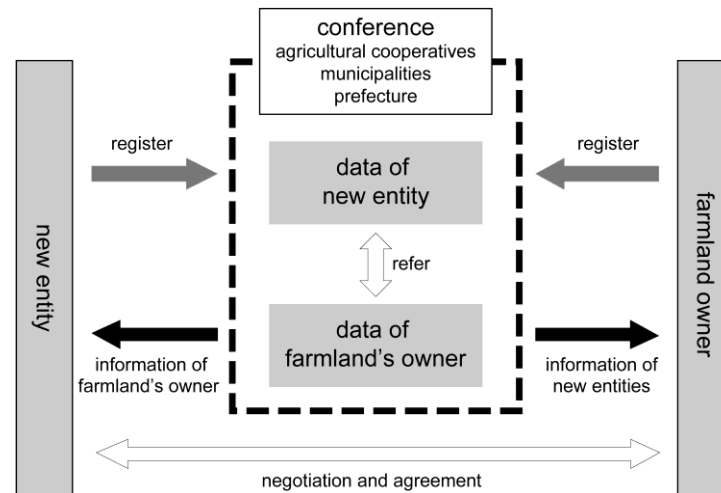 conference
agricultural cooperatives
municipalities
prefecture
new entity
register
data of
new entity
register
farmland owner
refer
information of
farmland's owner
data of
farmland's owner
information of
new entities
negotiation and agreement